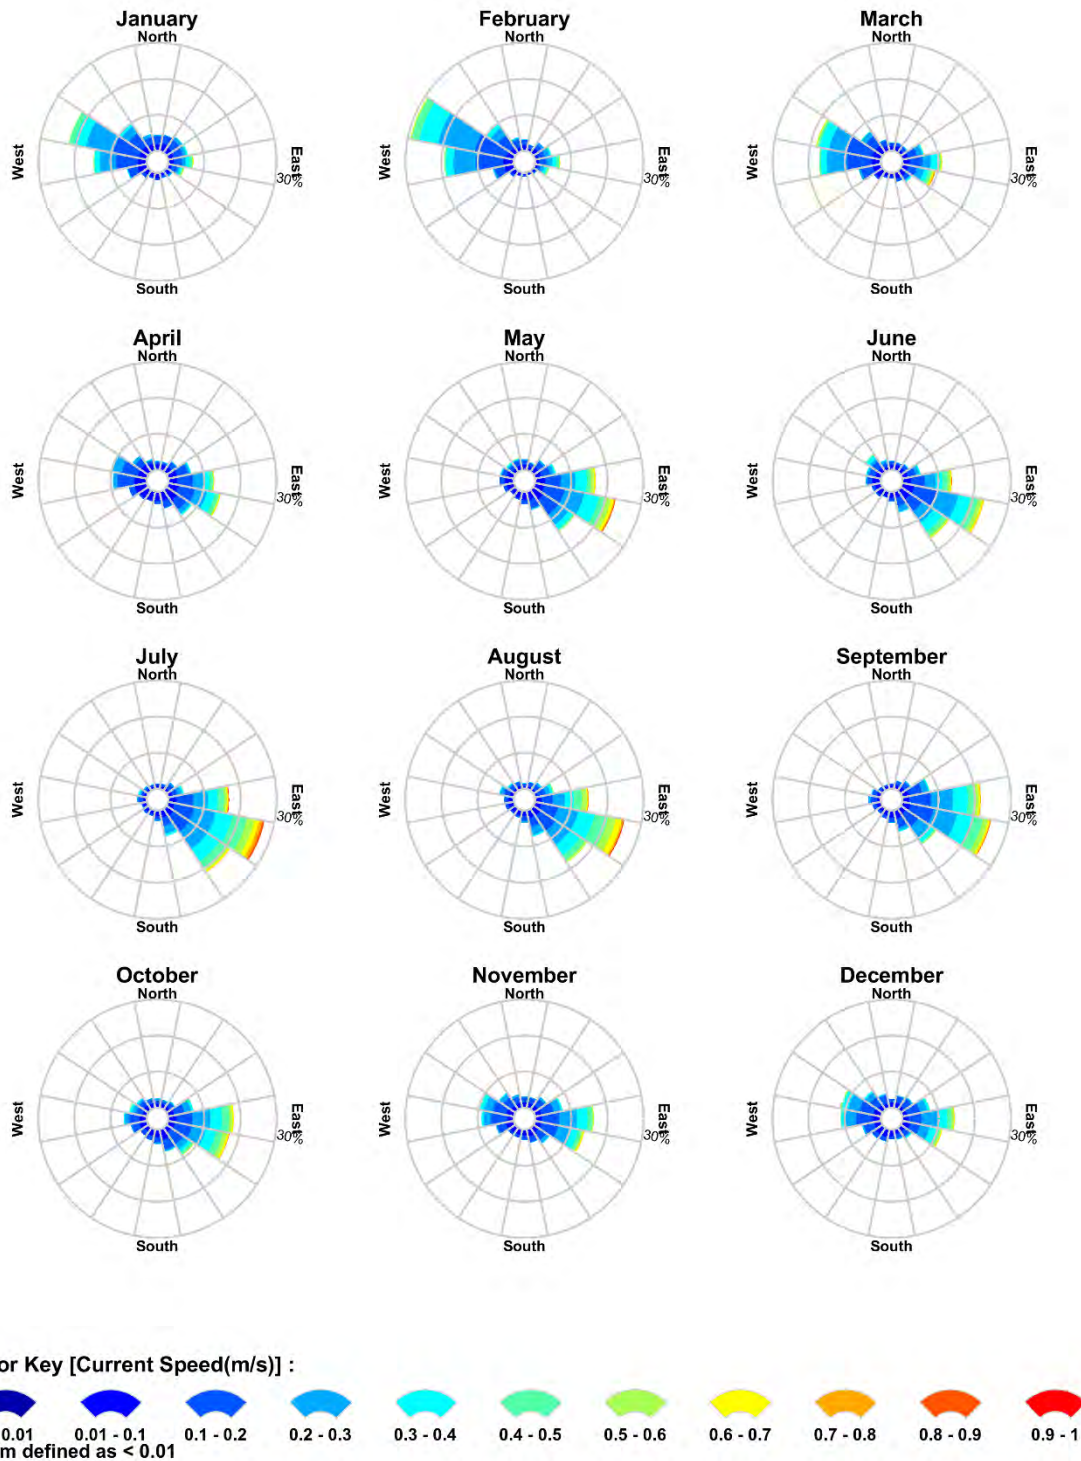 January February March
North North North
West East 30% West East 30% West East 30%
South South South
April May June
North North North
West East 30% West East 30% West East 30%
South South South
July August September
North North North
West East 30% West East 30% West East 30%
South South South
October November December
North North North
West East 30% West East 30% West East 30%
South South South
or Key [Current Speed(m/s)] :
0.01 0.01 - 0.1 0.1 - 0.2 0.2 - 0.3 0.3 - 0.4 0.4 - 0.5 0.5 - 0.6 0.6 - 0.7 0.7 - 0.8 0.8 - 0.9 0.9 - 1
m defined as < 0.01